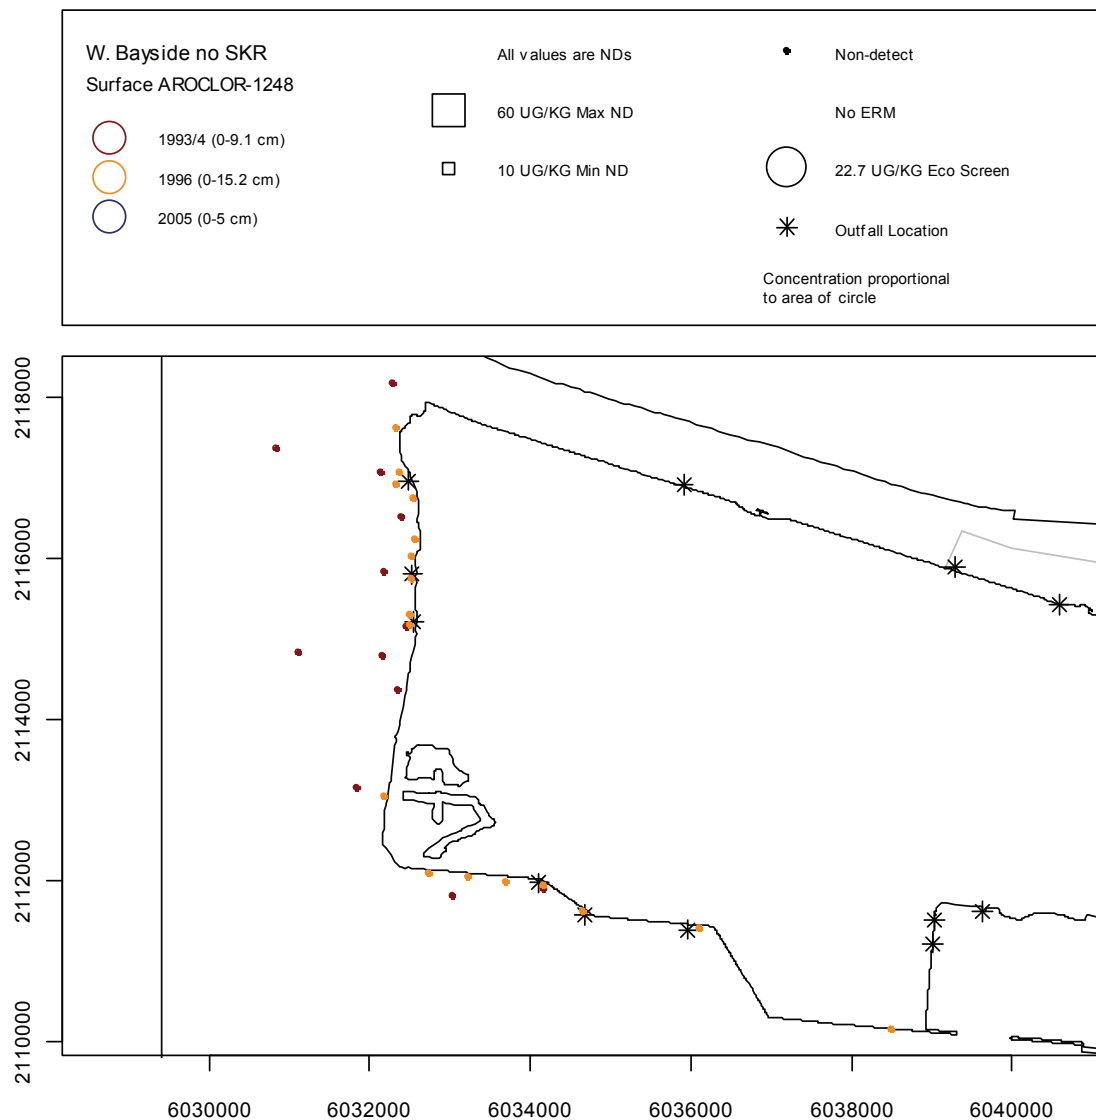 W. Bayside no SKR
Surface AROCLOR-1248
1993/4 (0-9.1 cm)
1996 (0-15.2 cm)
2005 (0-5 cm)
All values are NDs
60 UG/KG Max ND
10 UG/KG Min ND
Non-detect
No ERM
22.7 UG/KG Eco Screen
Outfall Location
Concentration proportional
to area of circle
2118000
2116000
2114000
2112000
2110000
6030000 6032000 6034000 6036000 6038000 6040000